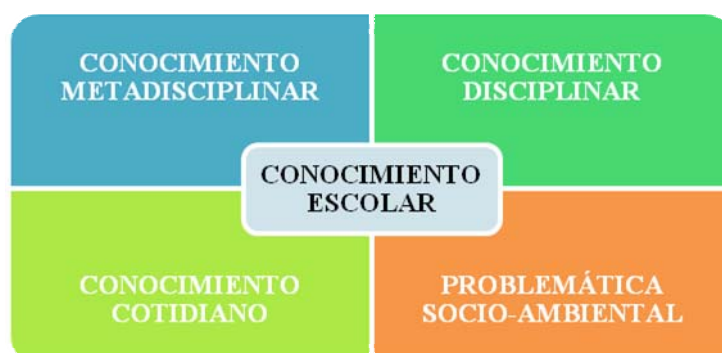 CONOCIMIENTO
METADISCIPLINAR
CONOCIMIENTO
DISCIPLINAR
CONOCIMIENTO
ESCOLAR
CONOCIMIENTO
COTIDIANO
PROBLEMÁTICA
SOCIO-AMBIENTAL